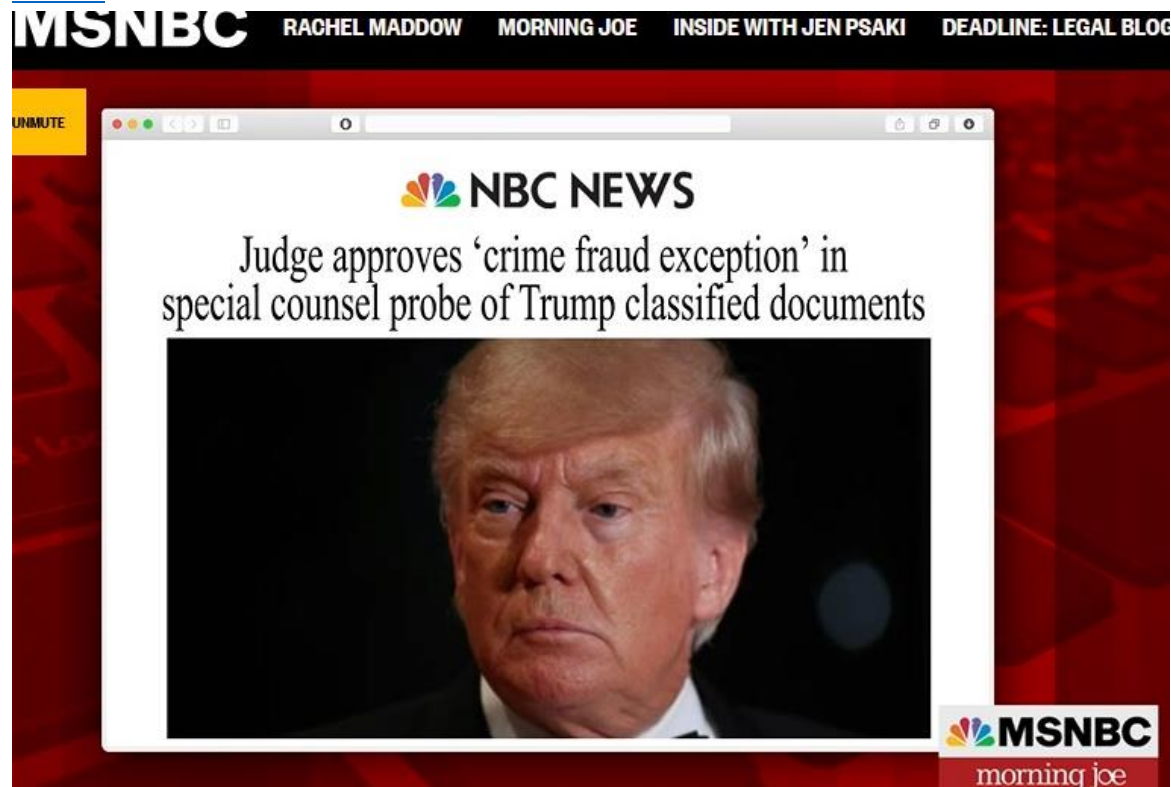 MSNBC RACHEL MADDOW MORNING JOE INSIDE WITH JEN PSAKI DEADLINE: LEGAL BLOG
UNMUTE
NBC NEWS
Judge approves ‘crime fraud exception’ in
special counsel probe of Trump classified documents
MSNBC
morning joe